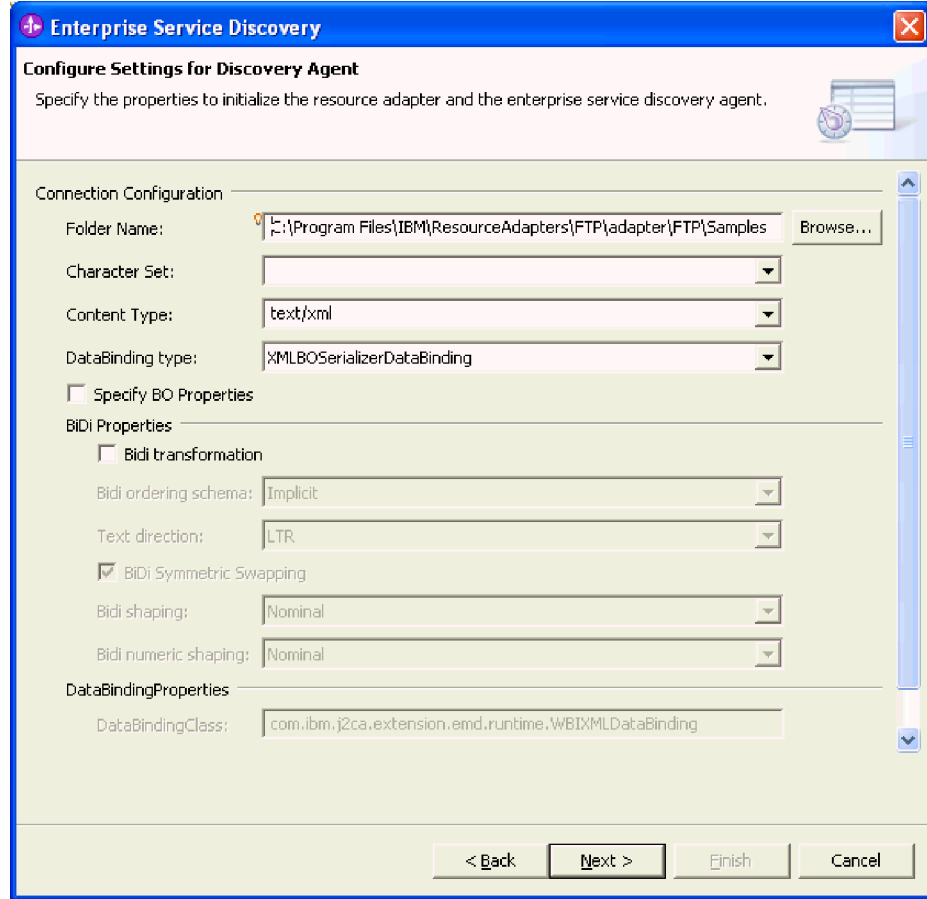 Enterprise Service Discovery
Configure Settings for Discovery Agent
Specify the properties to initialize the resource adapter and the enterprise service discovery agent.
Connection Configuration
Folder Name: C:\Program Files\IBM\ResourceAdapters\FTP\adapter\FTP\Samples Browse...
Character Set:
Content Type: text/xml
DataBinding type: XMLBOSerializerDataBinding
Specify BO Properties
BiDi Properties
Bidi transformation
Bidi ordering schema: Implicit
Text direction: LTR
BiDi Symmetric Swapping
Bidi shaping: Nominal
Bidi numeric shaping: Nominal
DataBindingProperties
DataBindingClass: com.ibm.j2ca.extension.emd.runtime.WBIXMLDataBinding
< Back Next > Finish Cancel